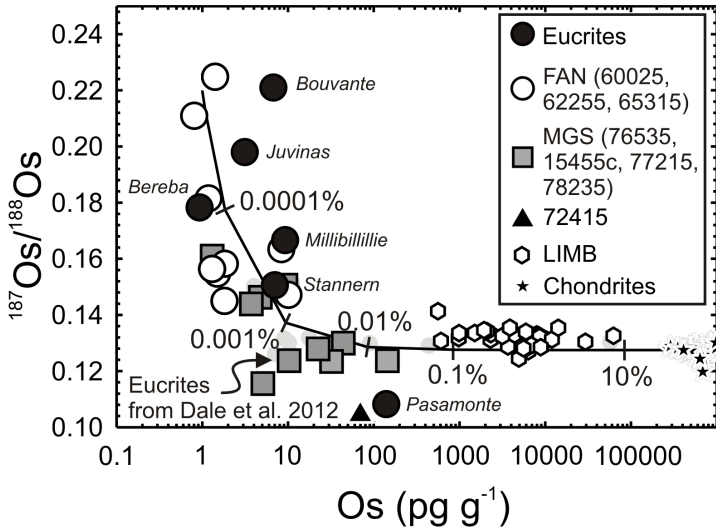 0.24
0.22
0.20
0.18
0.16
0.14
0.12
0.10
187Os/188Os
Eucrites
FAN (60025,
62255, 65315)
MGS (76535,
15455c, 77215,
78235)
72415
LIMB
Chondrites
Bouvante
Juvinas
Bereba
0.0001%
Millibillillie
Stannern
0.001%
0.01%
0.1%
10%
Eucrites
from Dale et al. 2012
Pasamonte
0.1 1 10 100 1000 10000 100000
Os (pg g-1)